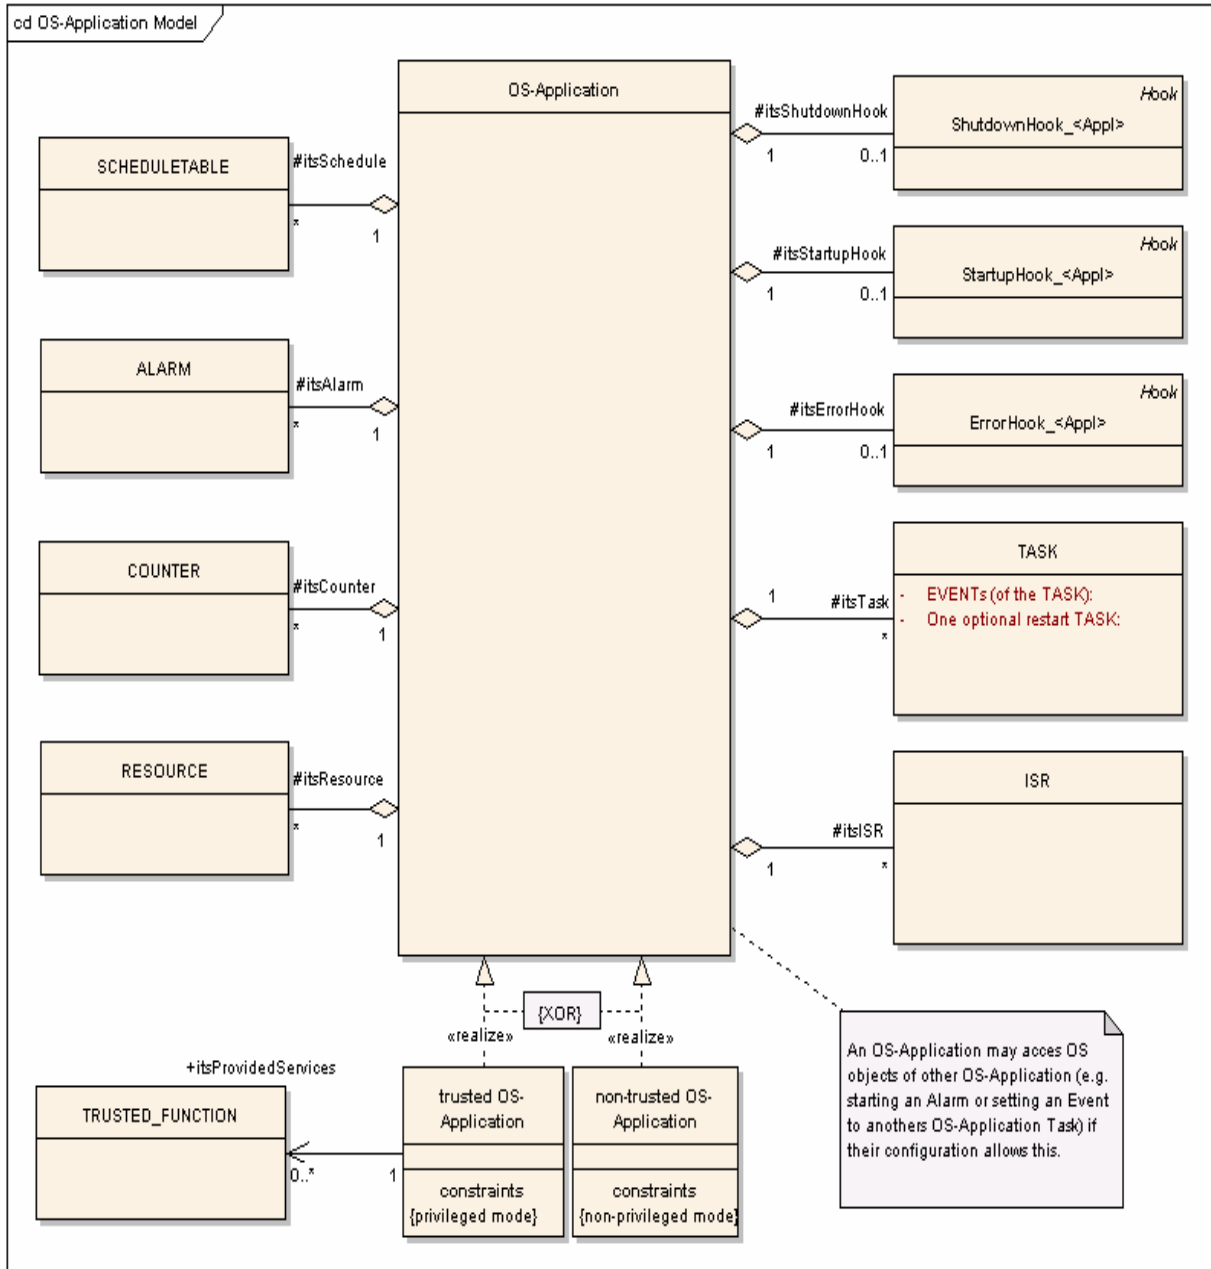 cd OS-Application Model
OS-Application
SCHEDULETABLE
#itsSchedule
*
1
ALARM
#itsAlarm
*
1
COUNTER
#itsCounter
*
1
RESOURCE
#itsResource
*
1
#itsShutdownHook
1
0..1
Hook
ShutdownHook_<Appl>
#itsStartupHook
1
0..1
Hook
StartupHook_<Appl>
#itsErrorHook
1
0..1
Hook
ErrorHook_<Appl>
1
#itsTask
*
TASK
- EVENTs (of the TASK):
- One optional restart TASK:
#itsISR
1
*
ISR
{XOR}
«realize»
«realize»
+itsProvidedServices
TRUSTED_FUNCTION
0..*
1
trusted OS-
Application
constraints
{privileged mode}
non-trusted OS-
Application
constraints
{non-privileged mode}
An OS-Application may acces OS
objects of other OS-Application (e.g.
starting an Alarm or setting an Event
to anothers OS-Application Task) if
their configuration allows this.